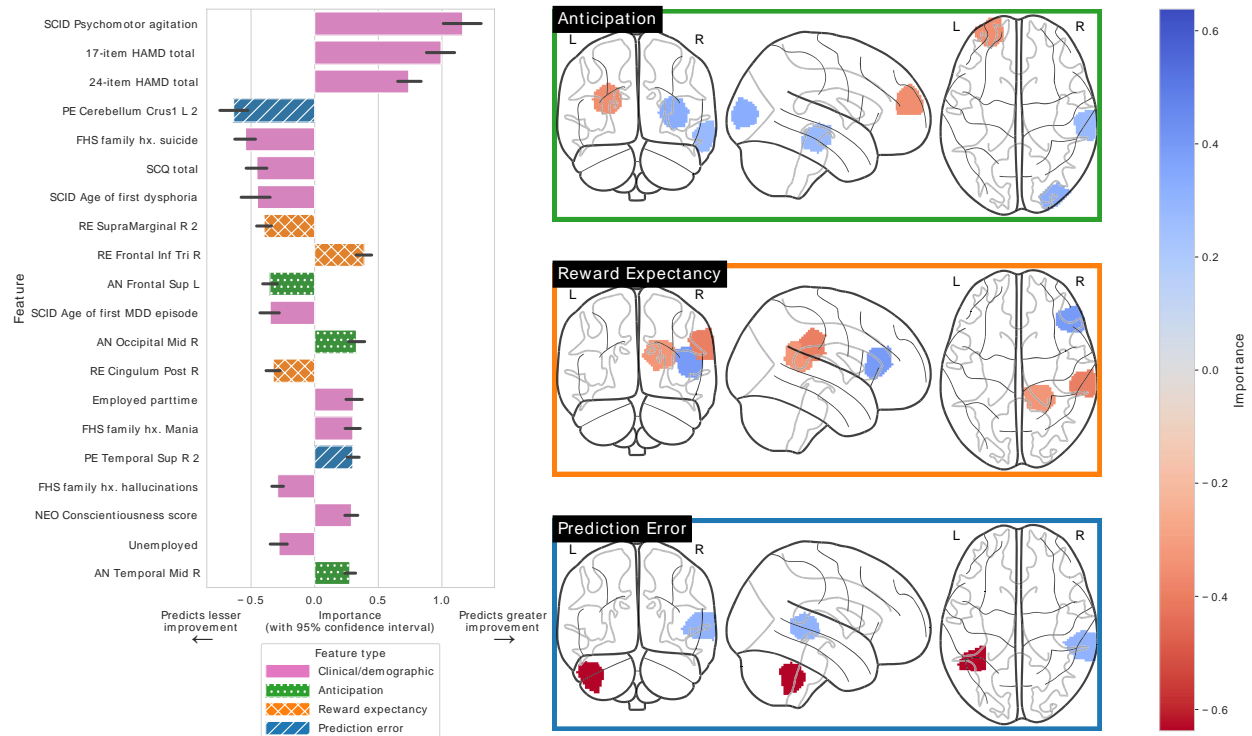 Feature
SCID Psychomotor agitation
17-item HAMD total
24-item HAMD total
PE Cerebellum Crus1 L 2
FHS family hx. suicide
SCQ total
SCID Age of first dysphoria
RE SupraMarginal R 2
RE Frontal Inf Tri R
AN Frontal Sup L
SCID Age of first MDD episode
AN Occipital Mid R
RE Cingulum Post R
Employed parttime
FHS family hx. Mania
PE Temporal Sup R 2
FHS family hx. hallucinations
NEO Conscientiousness score
Unemployed
AN Temporal Mid R
−0.5 0.0 0.5 1.0
Predicts lesser
improvement
←
Importance
(with 95% confidence interval)
Predicts greater
improvement
→
Feature type
Clinical/demographic
Anticipation
Reward expectancy
Prediction error
Anticipation
L R L R
Reward Expectancy
L R L R
Prediction Error
L R L R
0.6
0.4
0.2
0.0
−0.2
−0.4
−0.6
Importance